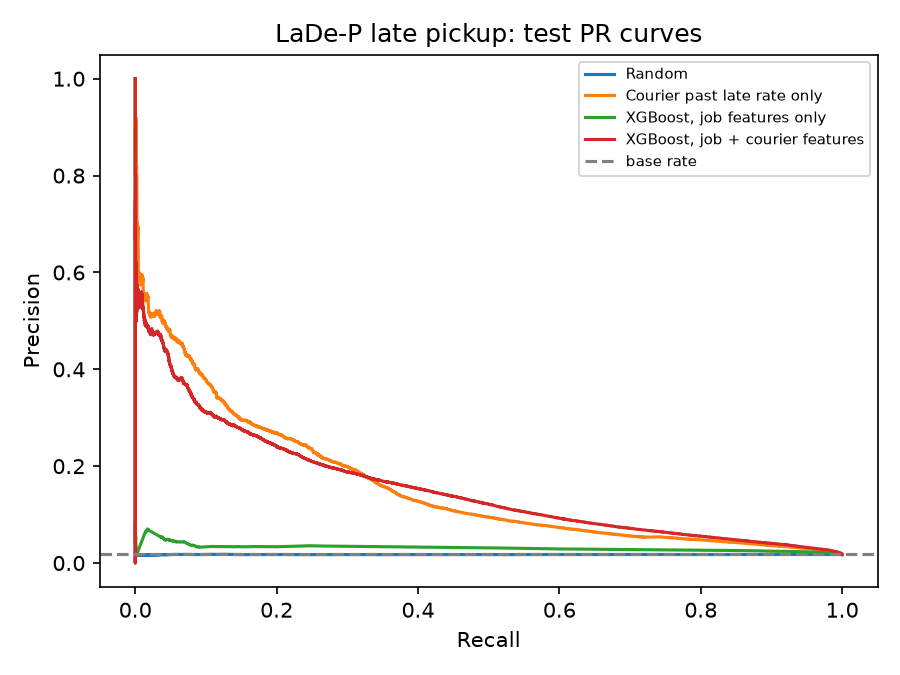 LaDe-P late pickup: test PR curves
Random
Courier past late rate only
XGBoost, job features only
XGBoost, job + courier features
base rate
1.0
0.8
0.6
0.4
0.2
0.0
Precision
0.0 0.2 0.4 0.6 0.8 1.0
Recall